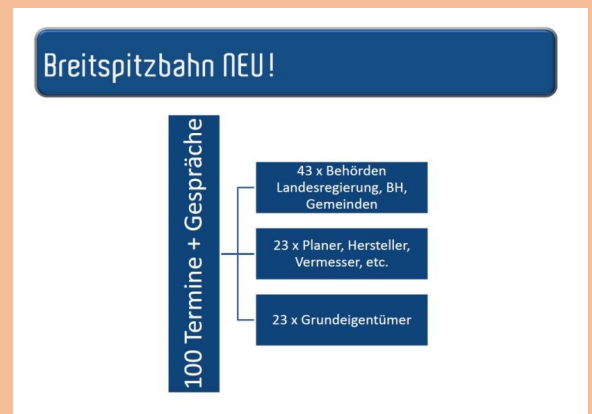 Breitspitzbahn NEU!
100 Termine + Gespräche
43 x Behörden
Landesregierung, BH,
Gemeinden
23 x Planer, Hersteller,
Vermesser, etc.
23 x Grundeigentümer